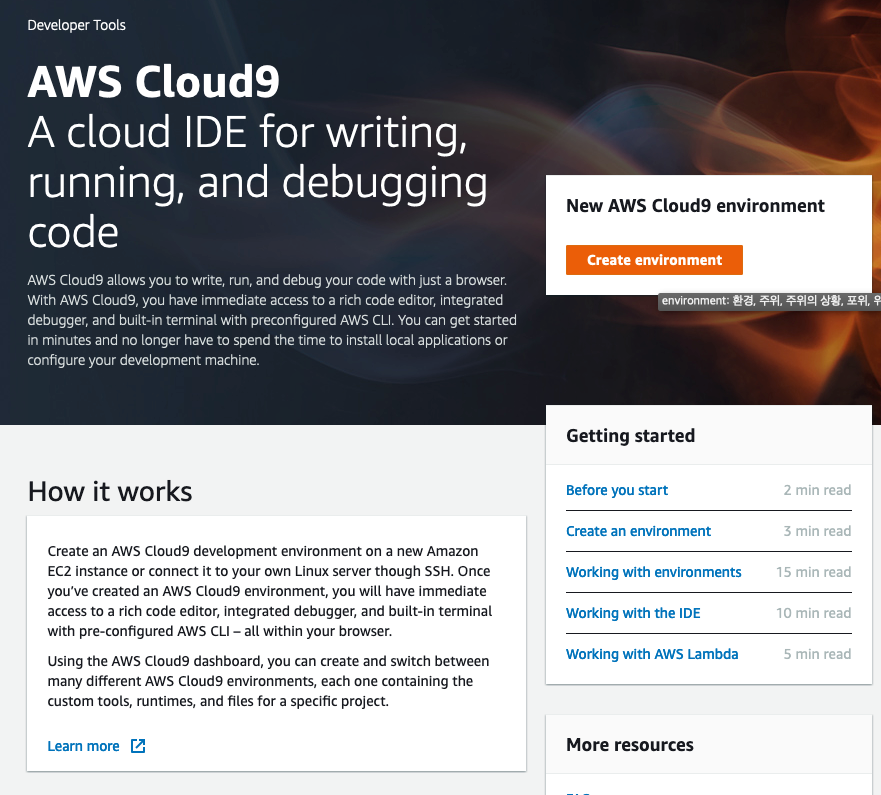 Developer Tools
AWS Cloud9
A cloud IDE for writing,
running, and debugging
code
AWS Cloud9 allows you to write, run, and debug your code with just a browser.
With AWS Cloud9, you have immediate access to a rich code editor, integrated
debugger, and built-in terminal with preconfigured AWS CLI. You can get started
in minutes and no longer have to spend the time to install local applications or
configure your development machine.
New AWS Cloud9 environment
Create environment
environment: 환경, 주위, 주위의 상황, 포위,
How it works
Create an AWS Cloud9 development environment on a new Amazon
EC2 instance or connect it to your own Linux server though SSH. Once
you’ve created an AWS Cloud9 environment, you will have immediate
access to a rich code editor, integrated debugger, and built-in terminal
with pre-configured AWS CLI – all within your browser.
Using the AWS Cloud9 dashboard, you can create and switch between
many different AWS Cloud9 environments, each one containing the
custom tools, runtimes, and files for a specific project.
Learn more
Getting started
Before you start 2 min read
Create an environment 3 min read
Working with environments 15 min read
Working with the IDE 10 min read
Working with AWS Lambda 5 min read
More resources